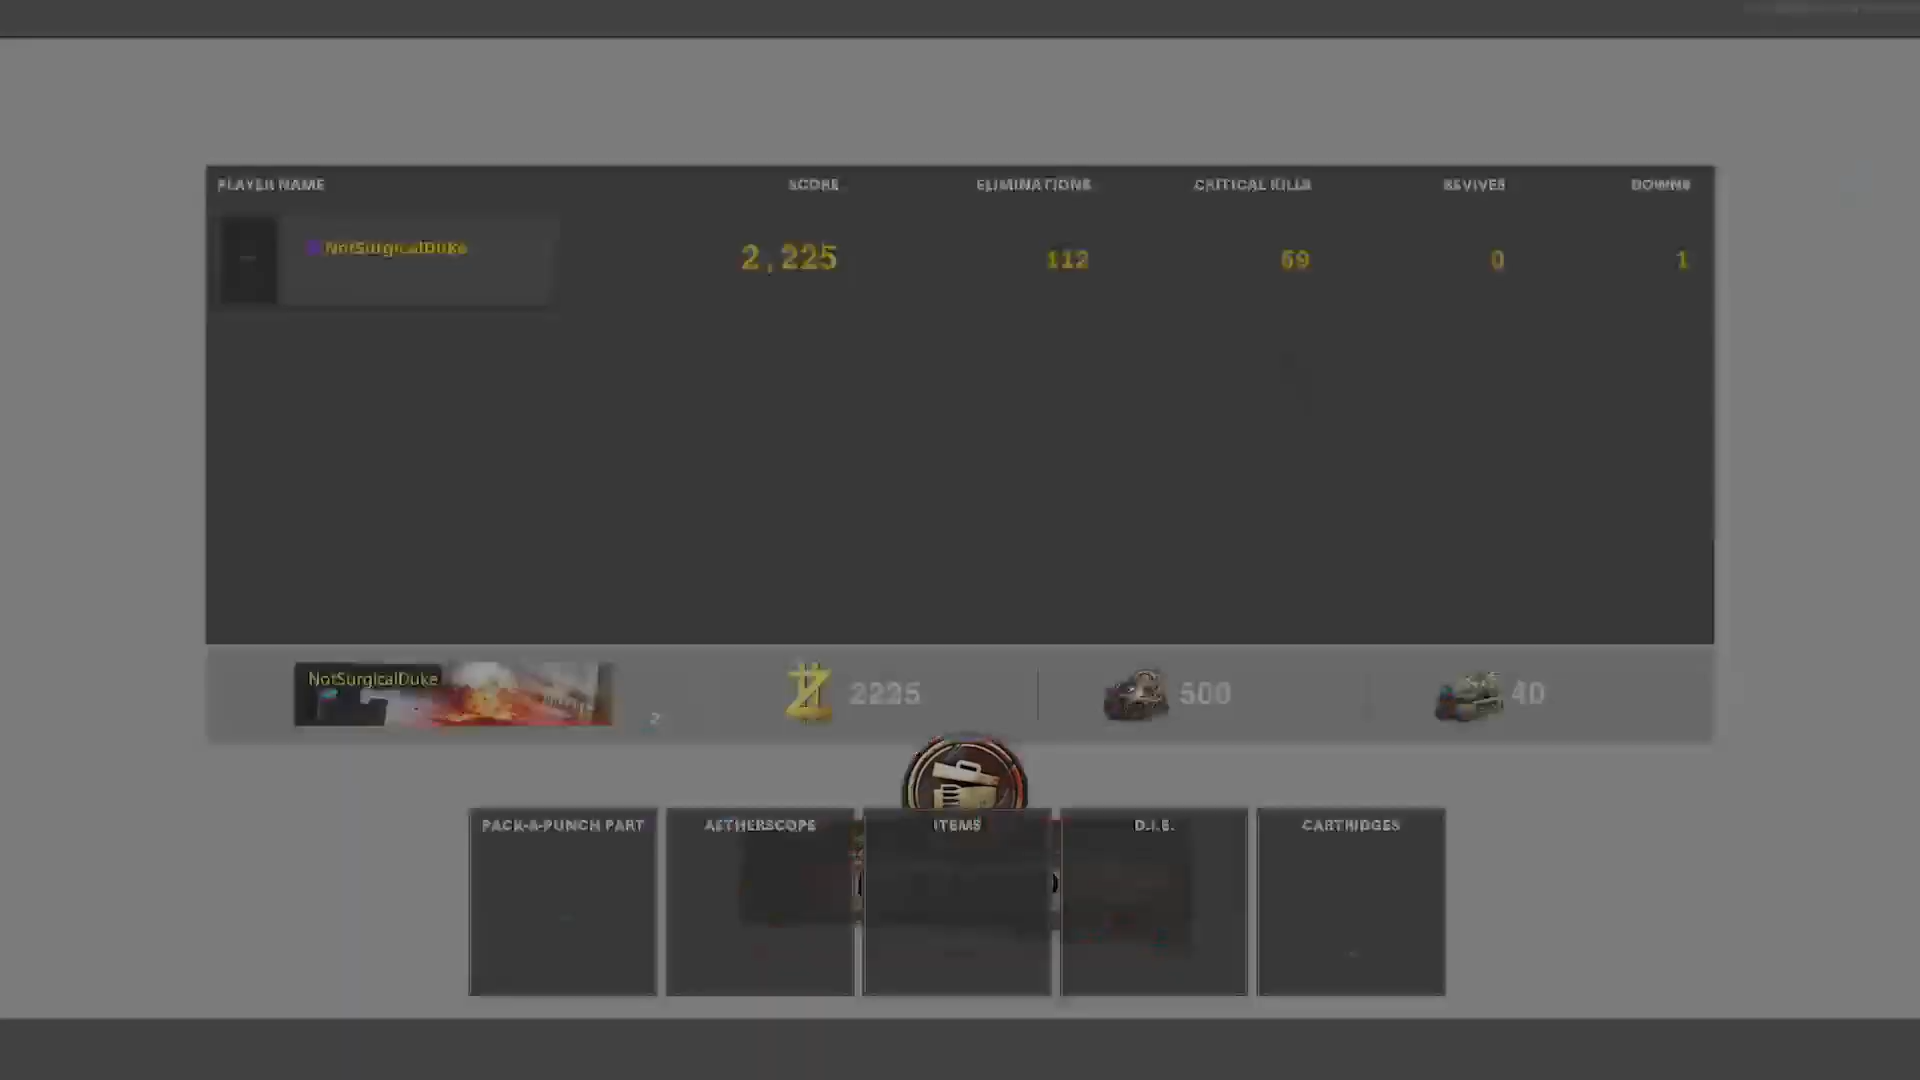 PLAYER NAME SCORE ELIMINATIONS CRITICAL KILLS REVIVES DOWNS
NotSurgicalDuke 2,225 112 69 0 1
NotSurgicalDuke 2225 500 40
2
PACK-A-PUNCH PART AETHERSCOPE ITEMS D.I.E. CARTRIDGES